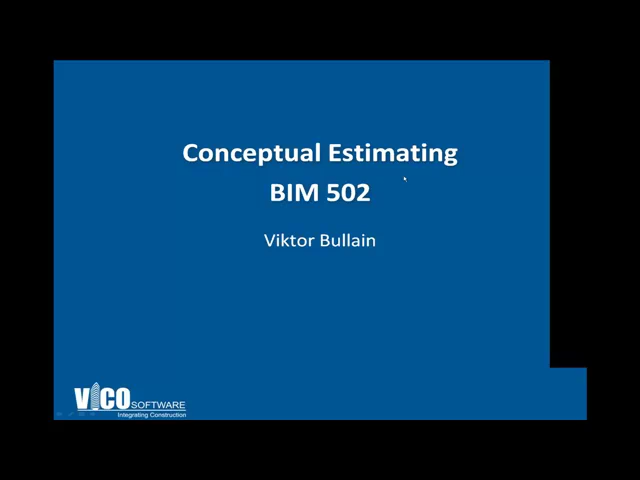 Conceptual Estimating
BIM 502
Viktor Bullain
VICO SOFTWARE
Integrating Construction